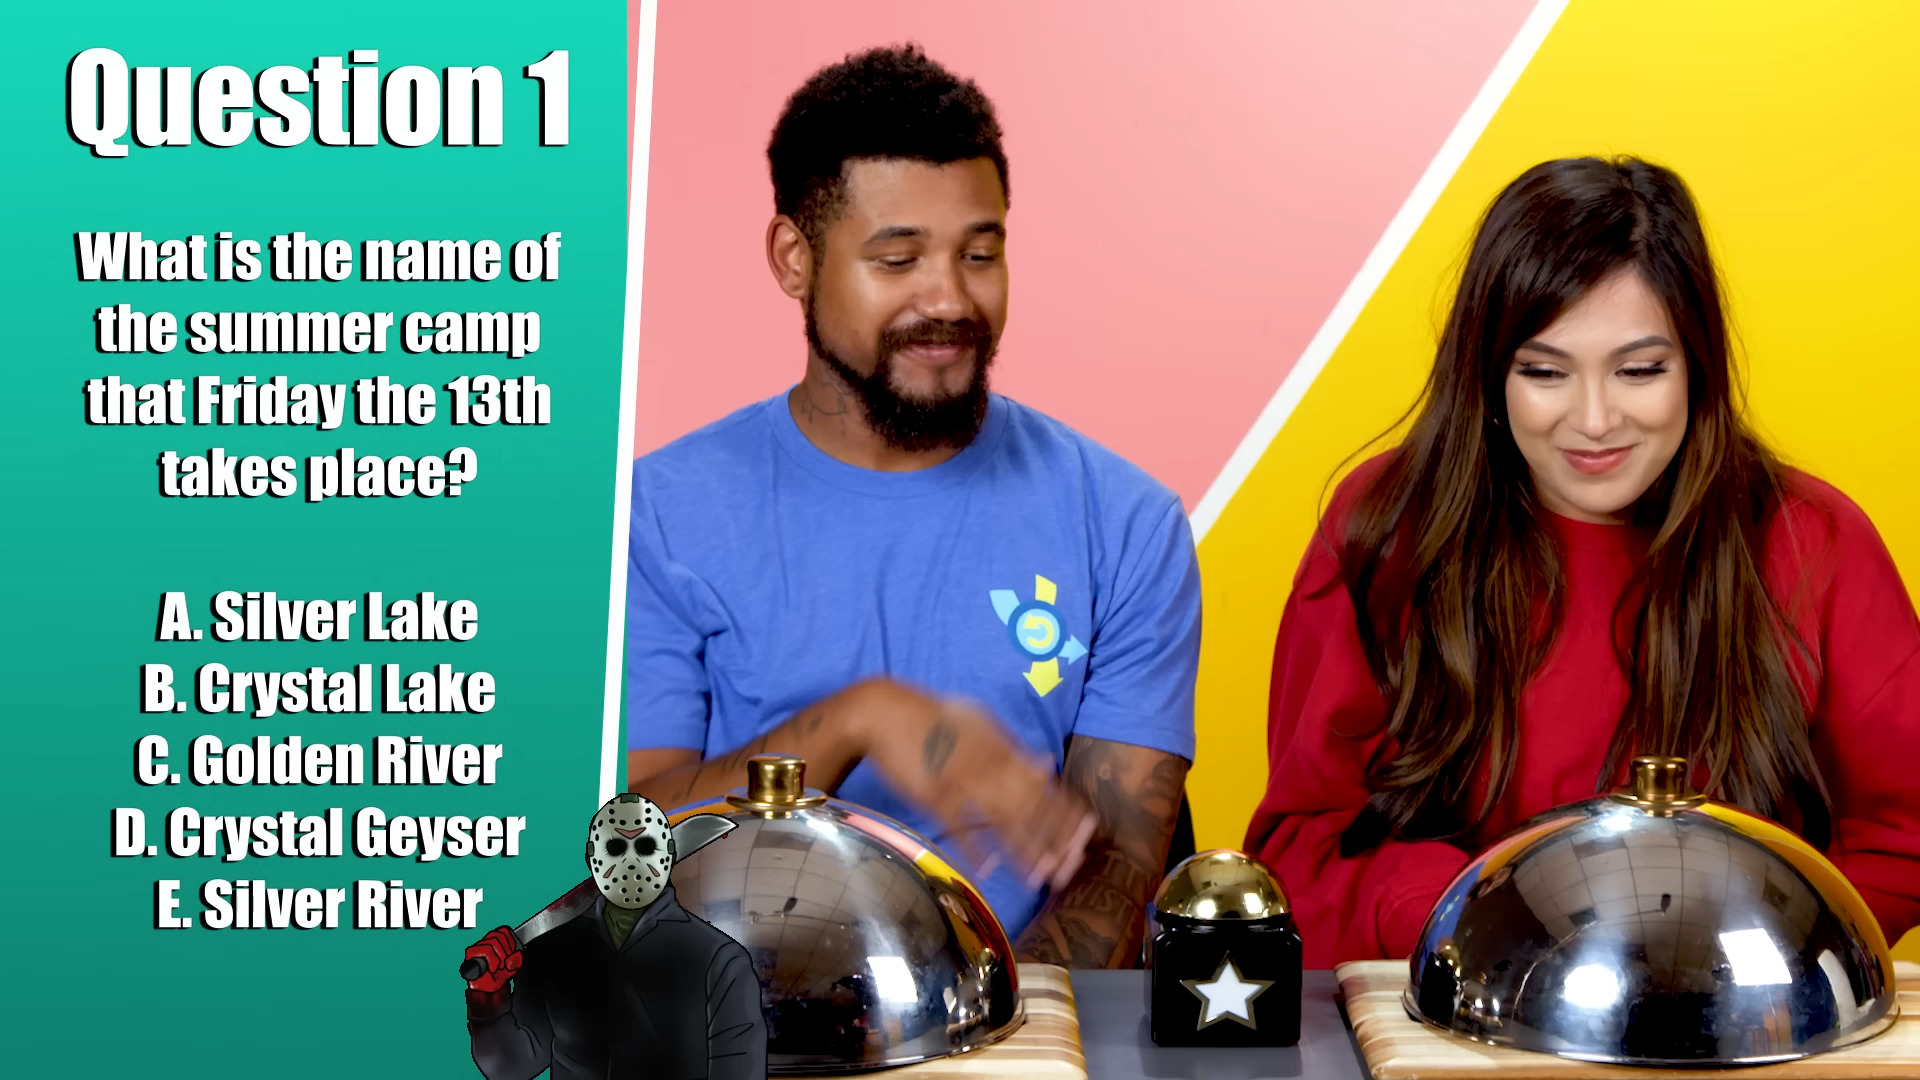 Question 1
What is the name of
the summer camp
that Friday the 13th
takes place?
A. Silver Lake
B. Crystal Lake
C. Golden River
D. Crystal Geyser
E. Silver River